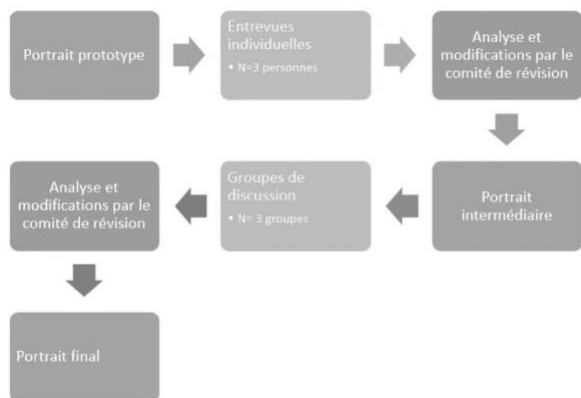 Portrait prototype
Entrevues
individuelles
• N=3 personnes
Analyse et
modifications par le
comité de révision
Portrait
intermédiaire
Groupes de
discussion
• N= 3 groupes
Analyse et
modifications par le
comité de révision
Portrait final